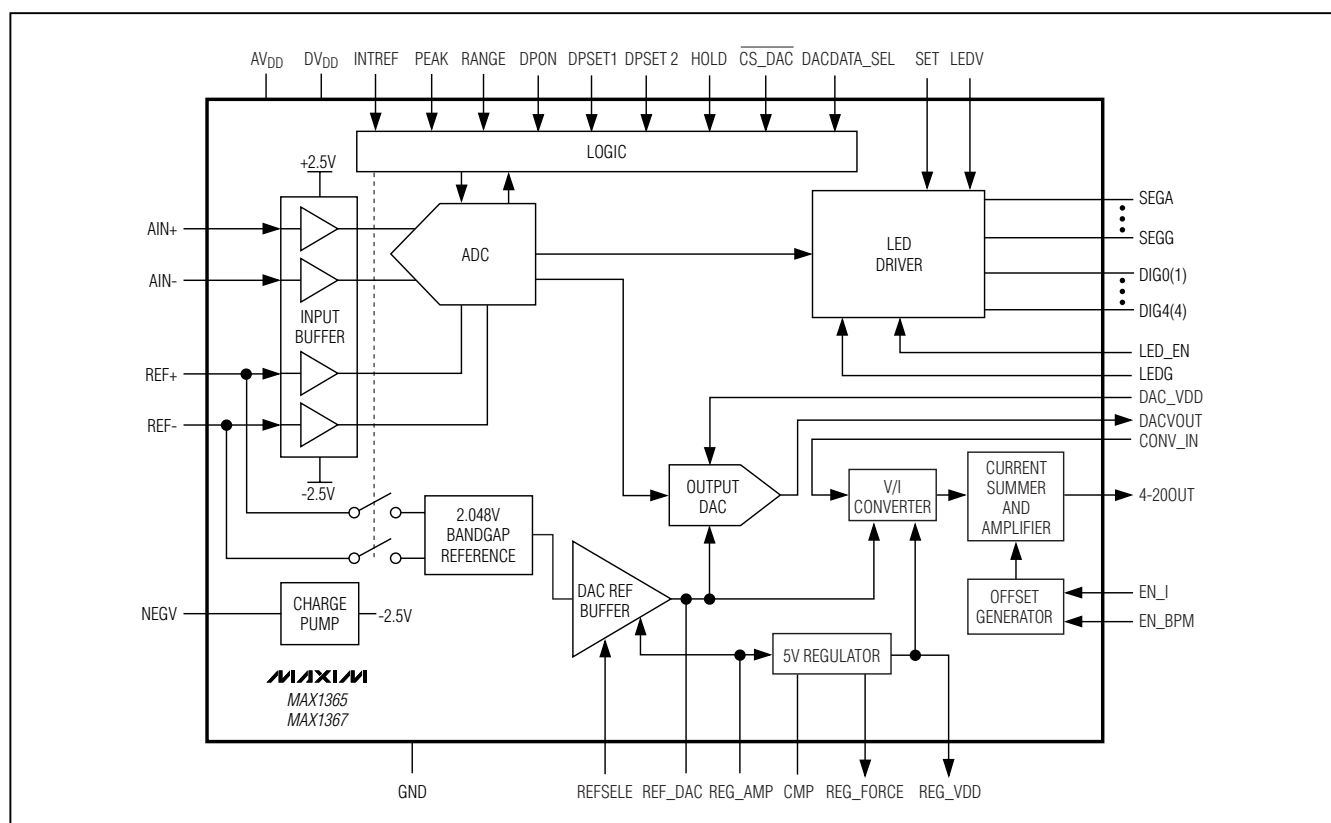 AVDD DVDD INTREF PEAK RANGE DPON DPSET1 DPSET 2 HOLD CS_DAC DACDATA_SEL SET LEDV
LOGIC
+2.5V
AIN+
AIN-
INPUT
BUFFER
REF+
REF-
-2.5V
ADC
LED
DRIVER
SEGA
SEGG
DIG0(1)
DIG4(4)
LED_EN
LEDG
DAC_VDD
DACVOUT
CONV_IN
OUTPUT
DAC
V/I
CONVERTER
CURRENT
SUMMER
AND
AMPLIFIER
4-20OUT
2.048V
BANDGAP
REFERENCE
DAC REF
BUFFER
OFFSET
GENERATOR
EN_I
EN_BPM
NEGV
CHARGE
PUMP
-2.5V
5V REGULATOR
MAXIM
MAX1365
MAX1367
GND REFSELE REF_DAC REG_AMP CMP REG_FORCE REG_VDD